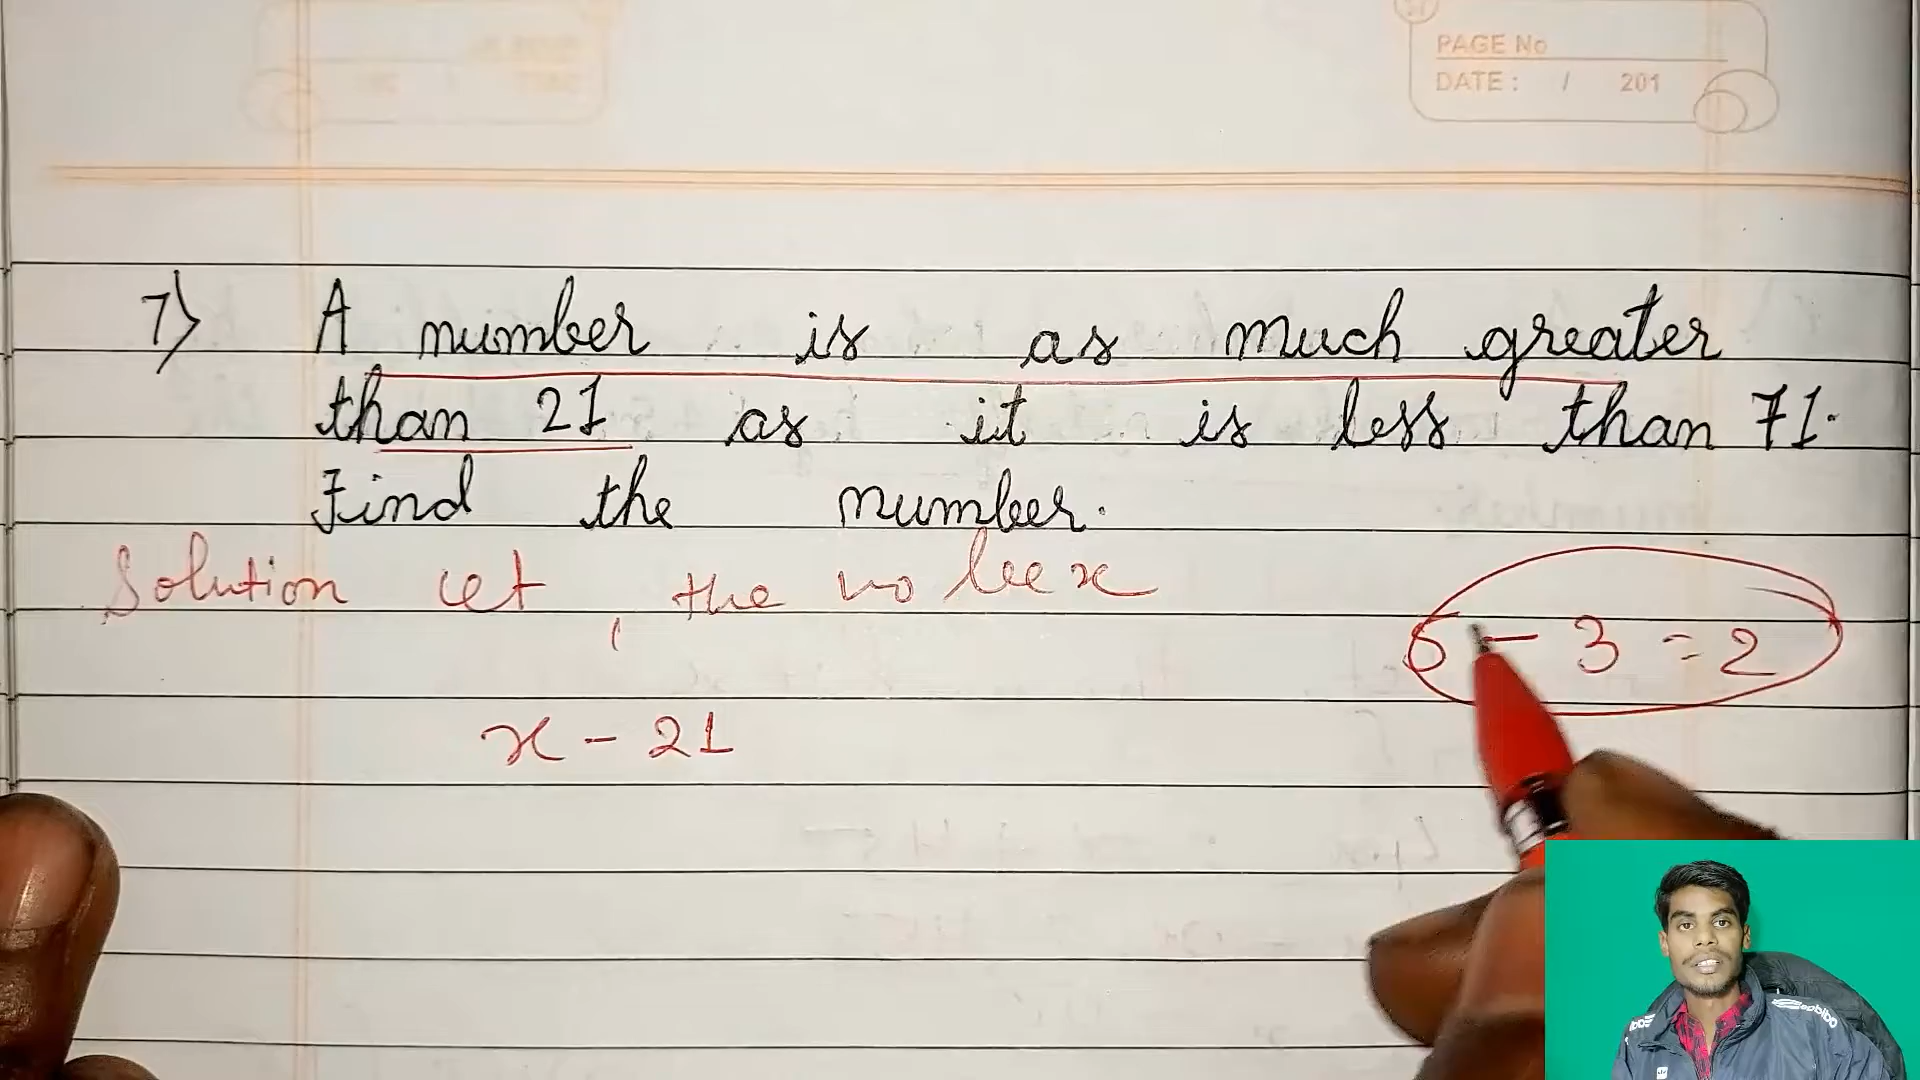 PAGE No
DATE : / 201
7) A number is as much greater
than 21 as it is less than 71.
Find the number.
Solution let, the no be x
5 - 3 = 2
x - 21